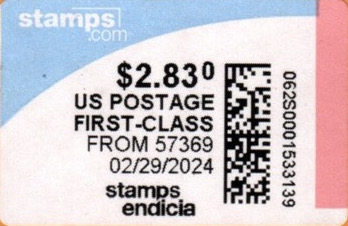 stamps
.com
$2.830
US POSTAGE
FIRST-CLASS
FROM 57369
02/29/2024
stamps
endicia
062S0001533139